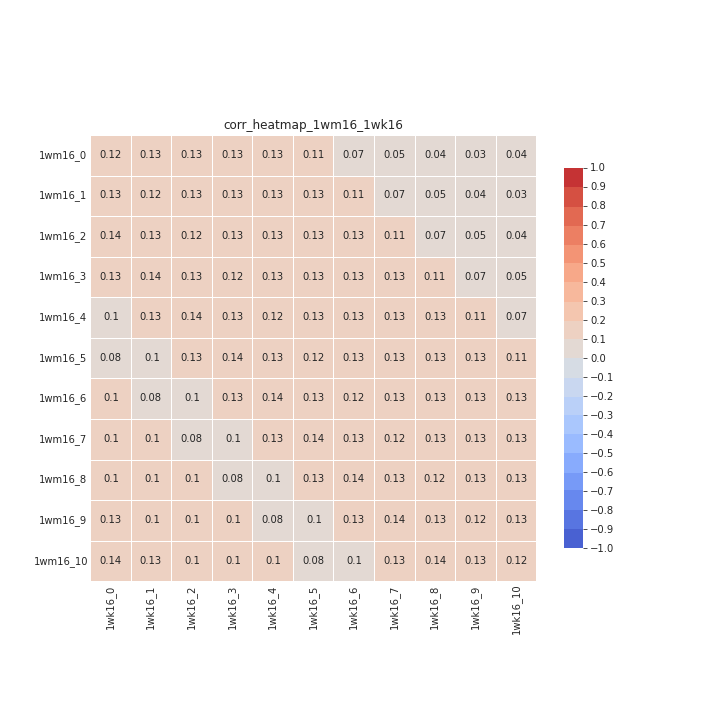 corr_heatmap_1wm16_1wk16
1wm16_0 0.12 0.13 0.13 0.13 0.13 0.11 0.07 0.05 0.04 0.03 0.04
1wm16_1 0.13 0.12 0.13 0.13 0.13 0.13 0.11 0.07 0.05 0.04 0.03
1wm16_2 0.14 0.13 0.12 0.13 0.13 0.13 0.13 0.11 0.07 0.05 0.04
1wm16_3 0.13 0.14 0.13 0.12 0.13 0.13 0.13 0.13 0.11 0.07 0.05
1wm16_4 0.1 0.13 0.14 0.13 0.12 0.13 0.13 0.13 0.13 0.11 0.07
1wm16_5 0.08 0.1 0.13 0.14 0.13 0.12 0.13 0.13 0.13 0.13 0.11
1wm16_6 0.1 0.08 0.1 0.13 0.14 0.13 0.12 0.13 0.13 0.13 0.13
1wm16_7 0.1 0.1 0.08 0.1 0.13 0.14 0.13 0.12 0.13 0.13 0.13
1wm16_8 0.1 0.1 0.1 0.08 0.1 0.13 0.14 0.13 0.12 0.13 0.13
1wm16_9 0.13 0.1 0.1 0.1 0.08 0.1 0.13 0.14 0.13 0.12 0.13
1wm16_10 0.14 0.13 0.1 0.1 0.1 0.08 0.1 0.13 0.14 0.13 0.12
1wk16_0 1wk16_1 1wk16_2 1wk16_3 1wk16_4 1wk16_5 1wk16_6 1wk16_7 1wk16_8 1wk16_9 1wk16_10
1.0
0.9
0.8
0.7
0.6
0.5
0.4
0.3
0.2
0.1
0.0
−0.1
−0.2
−0.3
−0.4
−0.5
−0.6
−0.7
−0.8
−0.9
−1.0